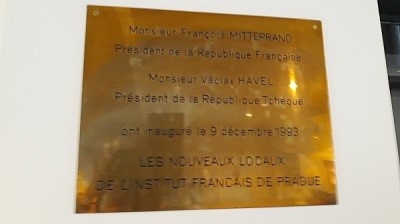 Monsieur François MITTERRAND
Président de la République Française
Monsieur Václav HAVEL
Président de la République Tchèque
ont inauguré le 9 décembre 1993
LES NOUVEAUX LOCAUX
DE L'INSTITUT FRANCAIS DE PRAGUE